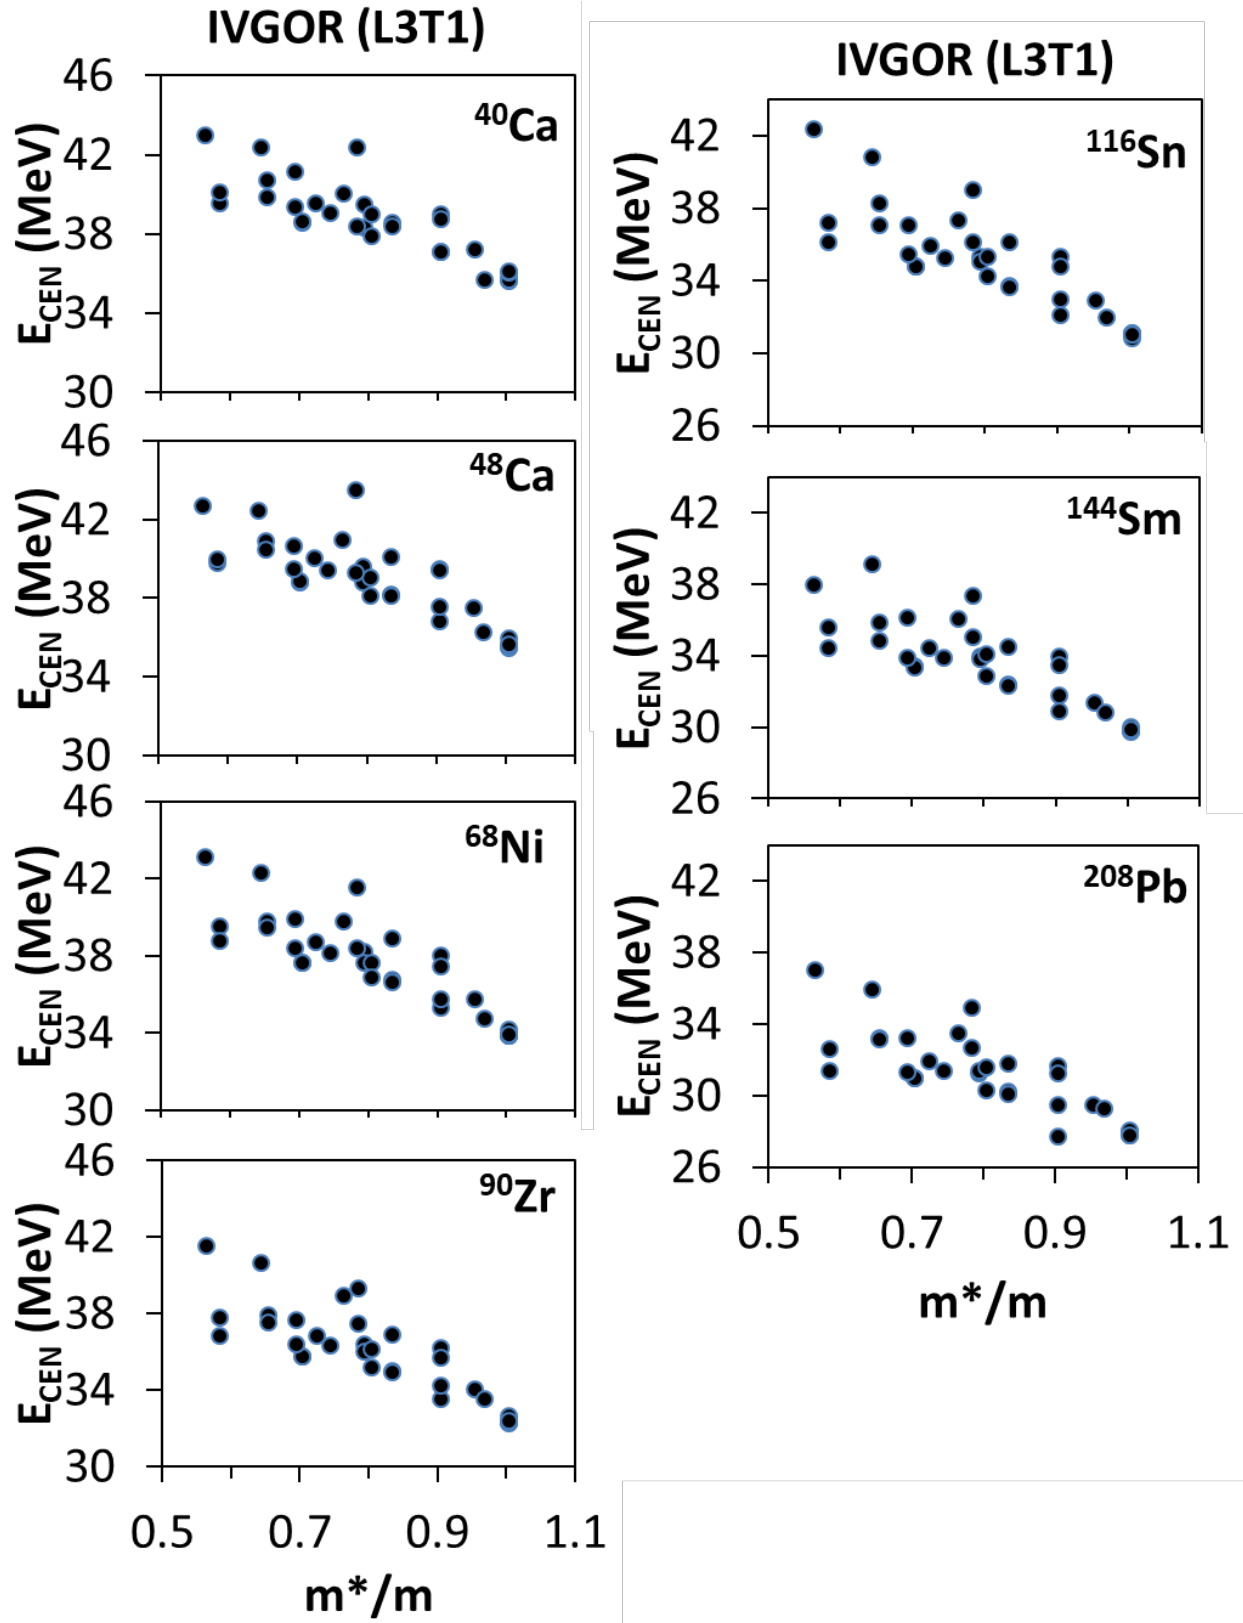 IVGOR (L3T1)
E_CEN (MeV)
⁴⁰Ca
46
42
38
34
30
E_CEN (MeV)
⁴⁸Ca
46
42
38
34
30
E_CEN (MeV)
⁶⁸Ni
46
42
38
34
30
E_CEN (MeV)
⁹⁰Zr
46
42
38
34
30
0.5 0.7 0.9 1.1
m*/m
IVGOR (L3T1)
E_CEN (MeV)
¹¹⁶Sn
42
38
34
30
26
E_CEN (MeV)
¹⁴⁴Sm
42
38
34
30
26
E_CEN (MeV)
²⁰⁸Pb
42
38
34
30
26
0.5 0.7 0.9 1.1
m*/m